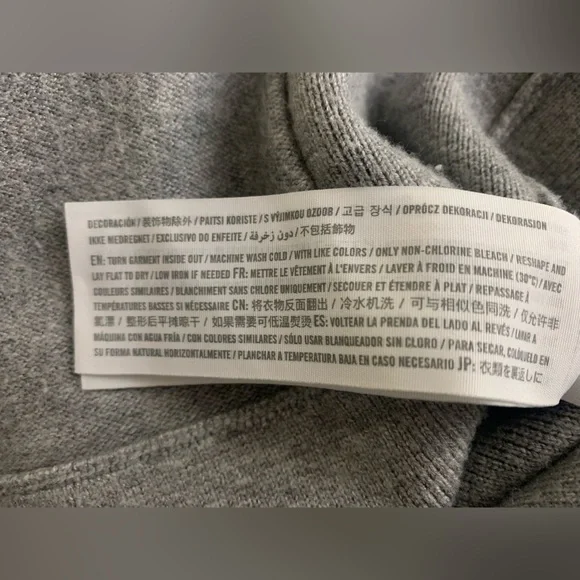 DECORACIÓN / 装饰物除外 / PAITSI KORISTE / S VÝJIMKOU OZDOB / 고급 장식 / OPRÓCZ DEKORACJI / DEKORASJON
IKKE MEDREGNET / EXCLUSIVO DO ENFEITE / دون زخرفة / 不包括飾物
EN: TURN GARMENT INSIDE OUT / MACHINE WASH COLD / WITH LIKE COLORS / ONLY NON-CHLORINE BLEACH / RESHAPE AND
LAY FLAT TO DRY / LOW IRON IF NEEDED FR: METTRE LE VÊTEMENT À L'ENVERS / LAVER À FROID EN MACHINE (30°C) / AVEC
COULEURS SIMILAIRES / BLANCHIMENT SANS CHLORE UNIQUEMENT / SECOUER ET ÉTENDRE À PLAT / REPASSAGE À
TEMPÉRATURES BASSES SI NÉCESSAIRE CN: 将衣物反面翻出 / 冷水机洗 / 可与相似色同洗 / 仅允许非
氯漂 / 整形后平摊晾干 / 如果需要可低温熨烫 ES: VOLTEAR LA PRENDA DEL LADO AL REVÉS / LAVAR A
MÁQUINA CON AGUA FRÍA / CON COLORES SIMILARES / SÓLO USAR BLANQUEADOR SIN CLORO / PARA SECAR, COLÓQUELO EN
SU FORMA NATURAL HORIZONTALMENTE / PLANCHAR A TEMPERATURA BAJA EN CASO NECESARIO JP: 衣類を裏返しに